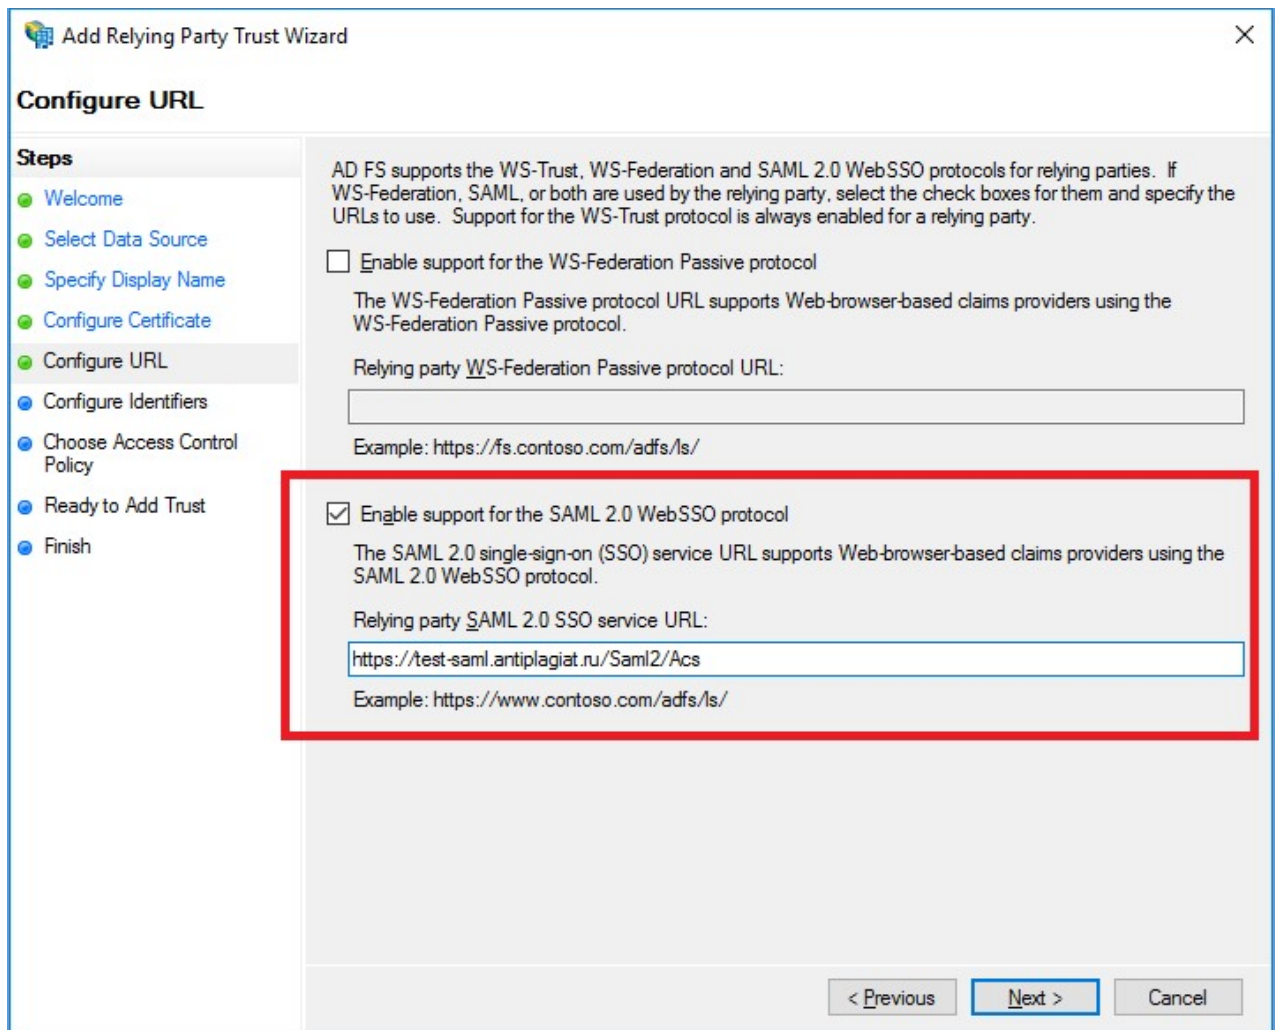 Add Relying Party Trust Wizard
Configure URL
Steps
Welcome
Select Data Source
Specify Display Name
Configure Certificate
Configure URL
Configure Identifiers
Choose Access Control
Policy
Ready to Add Trust
Finish
AD FS supports the WS-Trust, WS-Federation and SAML 2.0 WebSSO protocols for relying parties.  If
WS-Federation, SAML, or both are used by the relying party, select the check boxes for them and specify the
URLs to use.  Support for the WS-Trust protocol is always enabled for a relying party.
Enable support for the WS-Federation Passive protocol
The WS-Federation Passive protocol URL supports Web-browser-based claims providers using the
WS-Federation Passive protocol.
Relying party WS-Federation Passive protocol URL:
Example: https://fs.contoso.com/adfs/ls/
Enable support for the SAML 2.0 WebSSO protocol
The SAML 2.0 single-sign-on (SSO) service URL supports Web-browser-based claims providers using the
SAML 2.0 WebSSO protocol.
Relying party SAML 2.0 SSO service URL:
https://test-saml.antiplagiat.ru/Saml2/Acs
Example: https://www.contoso.com/adfs/ls/
< Previous
Next >
Cancel